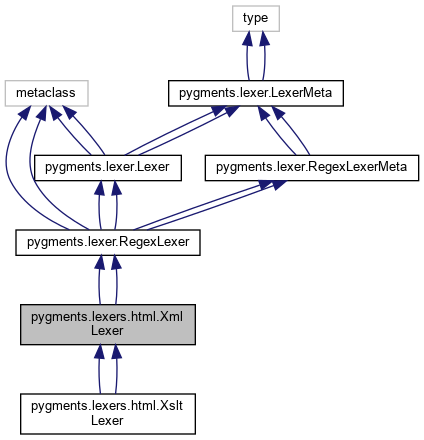 type
metaclass
pygments.lexer.LexerMeta
pygments.lexer.Lexer
pygments.lexer.RegexLexerMeta
pygments.lexer.RegexLexer
pygments.lexers.html.Xml
Lexer
pygments.lexers.html.Xslt
Lexer